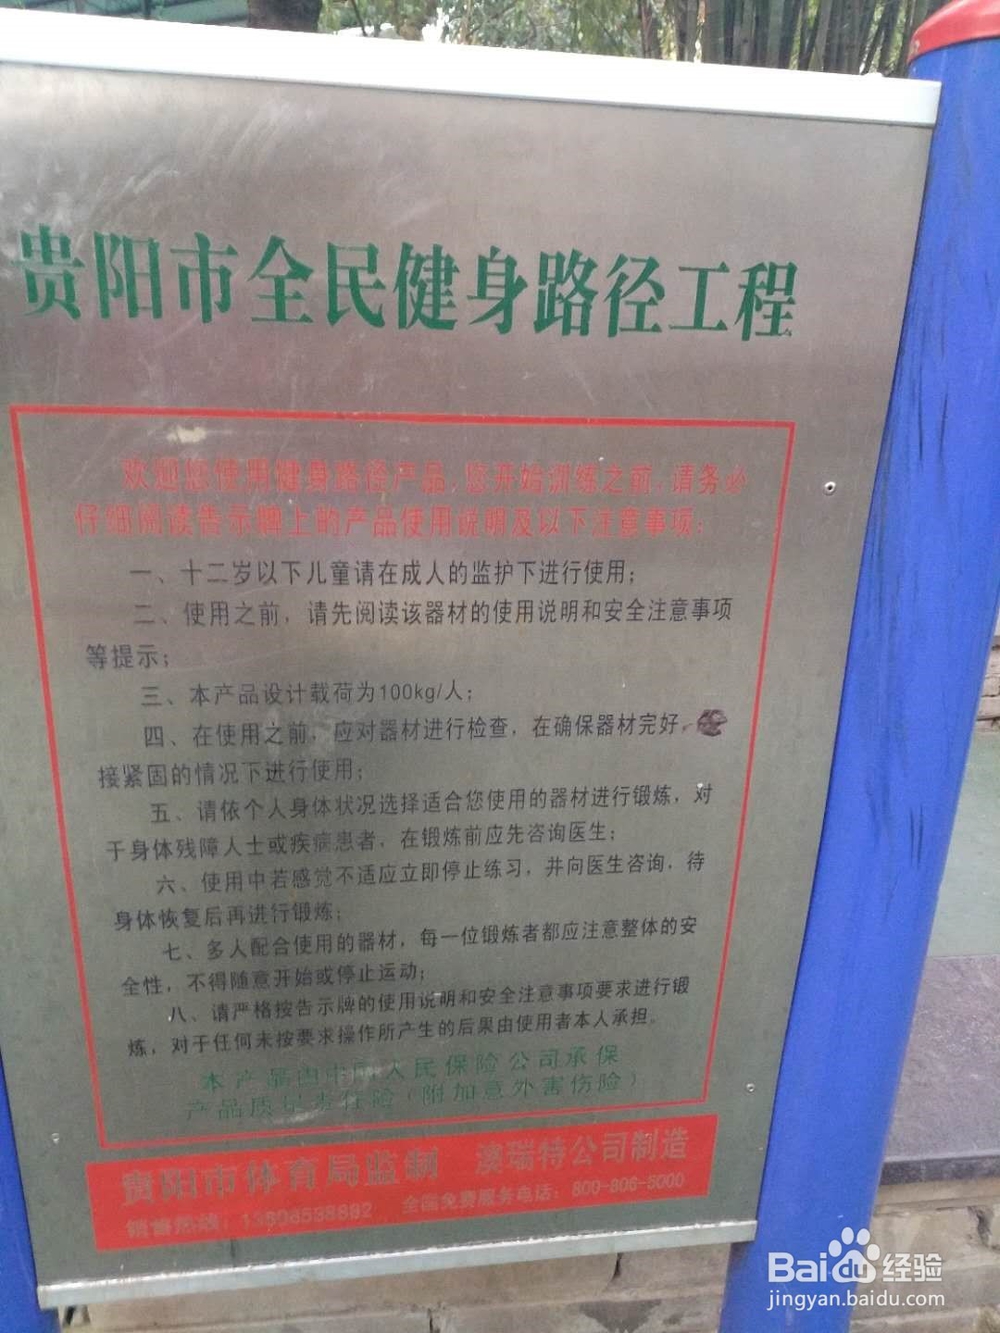 贵阳市全民健身路径工程
欢迎您使用健身路径产品，您开始训练之前，请务必
仔细阅读告示牌上的产品使用说明及以下注意事项：
一、十二岁以下儿童请在成人的监护下进行使用；
二、使用之前，请先阅读该器材的使用说明和安全注意事项
等提示；
三、本产品设计载荷为100kg/人；
四、在使用之前，应对器材进行检查，在确保器材完好，
接紧固的情况下进行使用；
五、请依个人身体状况选择适合您使用的器材进行锻炼，对
于身体残障人士或疾病患者，在锻炼前应先咨询医生；
六、使用中若感觉不适应立即停止练习，并向医生咨询，待
身体恢复后再进行锻炼；
七、多人配合使用的器材，每一位锻炼者都应注意整体的安
全性，不得随意开始或停止运动；
八、请严格按告示牌的使用说明和安全注意事项要求进行锻
炼，对于任何未按要求操作所产生的后果由使用者本人承担。
本产品由中国人民保险公司承保
产品质量责任险（附加意外害伤险）
贵阳市体育局监制 澳瑞特公司制造
销售热线： 全国免费服务电话：800-806-5000
Baidu 经验
jingyan.baidu.com